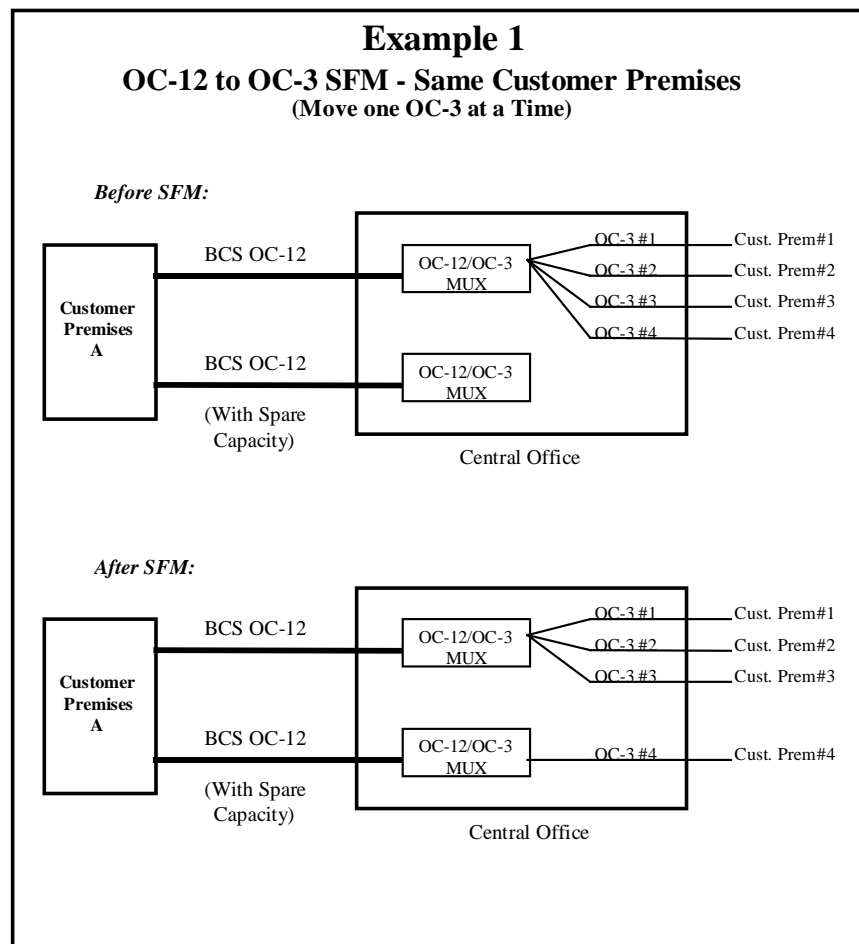 Example 1
OC-12 to OC-3 SFM - Same Customer Premises
(Move one OC-3 at a Time)
Before SFM:
Customer
Premises
A
BCS OC-12
BCS OC-12
(With Spare
Capacity)
OC-12/OC-3
MUX
OC-12/OC-3
MUX
OC-3 #1
OC-3 #2
OC-3 #3
OC-3 #4
Cust. Prem#1
Cust. Prem#2
Cust. Prem#3
Cust. Prem#4
Central Office
After SFM:
Customer
Premises
A
BCS OC-12
BCS OC-12
(With Spare
Capacity)
OC-12/OC-3
MUX
OC-12/OC-3
MUX
OC-3 #1
OC-3 #2
OC-3 #3
OC-3 #4
Cust. Prem#1
Cust. Prem#2
Cust. Prem#3
Cust. Prem#4
Central Office